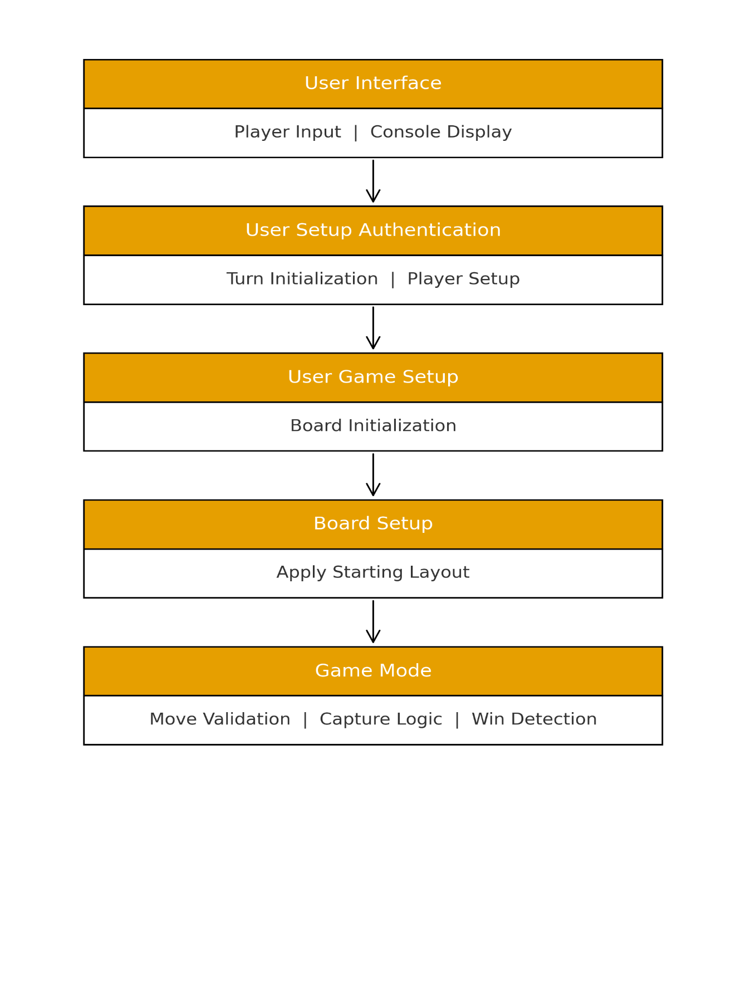 User Interface
Player Input | Console Display
User Setup Authentication
Turn Initialization | Player Setup
User Game Setup
Board Initialization
Board Setup
Apply Starting Layout
Game Mode
Move Validation | Capture Logic | Win Detection